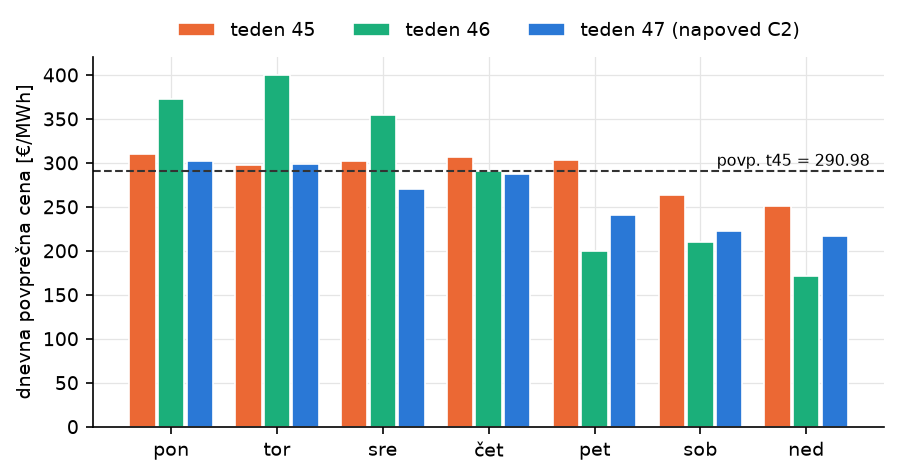 teden 45 teden 46 teden 47 (napoved C2)
dnevna povprečna cena [€/MWh]
400
350
300
250
200
150
100
50
0
povp. t45 = 290.98
pon tor sre čet pet sob ned